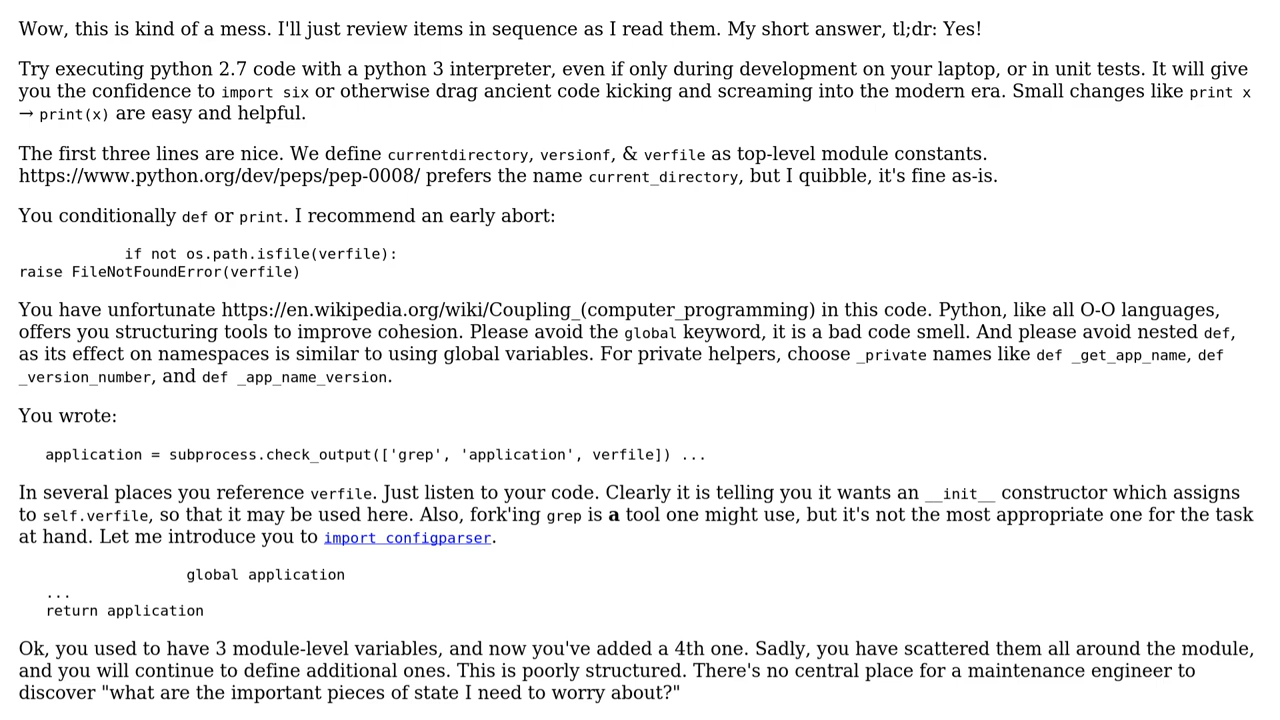 Wow, this is kind of a mess. I'll just review items in sequence as I read them. My short answer, tl;dr: Yes!
Try executing python 2.7 code with a python 3 interpreter, even if only during development on your laptop, or in unit tests. It will give
you the confidence to import six or otherwise drag ancient code kicking and screaming into the modern era. Small changes like print x
→ print(x) are easy and helpful.
The first three lines are nice. We define currentdirectory, versionf, & verfile as top-level module constants.
https://www.python.org/dev/peps/pep-0008/ prefers the name current_directory, but I quibble, it's fine as-is.
You conditionally def or print. I recommend an early abort:
if not os.path.isfile(verfile):
raise FileNotFoundError(verfile)
You have unfortunate https://en.wikipedia.org/wiki/Coupling_(computer_programming) in this code. Python, like all O-O languages,
offers you structuring tools to improve cohesion. Please avoid the global keyword, it is a bad code smell. And please avoid nested def,
as its effect on namespaces is similar to using global variables. For private helpers, choose _private names like def _get_app_name, def
_version_number, and def _app_name_version.
You wrote:
application = subprocess.check_output(['grep', 'application', verfile]) ...
In several places you reference verfile. Just listen to your code. Clearly it is telling you it wants an __init__ constructor which assigns
to self.verfile, so that it may be used here. Also, fork'ing grep is a tool one might use, but it's not the most appropriate one for the task
at hand. Let me introduce you to import configparser.
global application
...
return application
Ok, you used to have 3 module-level variables, and now you've added a 4th one. Sadly, you have scattered them all around the module,
and you will continue to define additional ones. This is poorly structured. There's no central place for a maintenance engineer to
discover "what are the important pieces of state I need to worry about?"